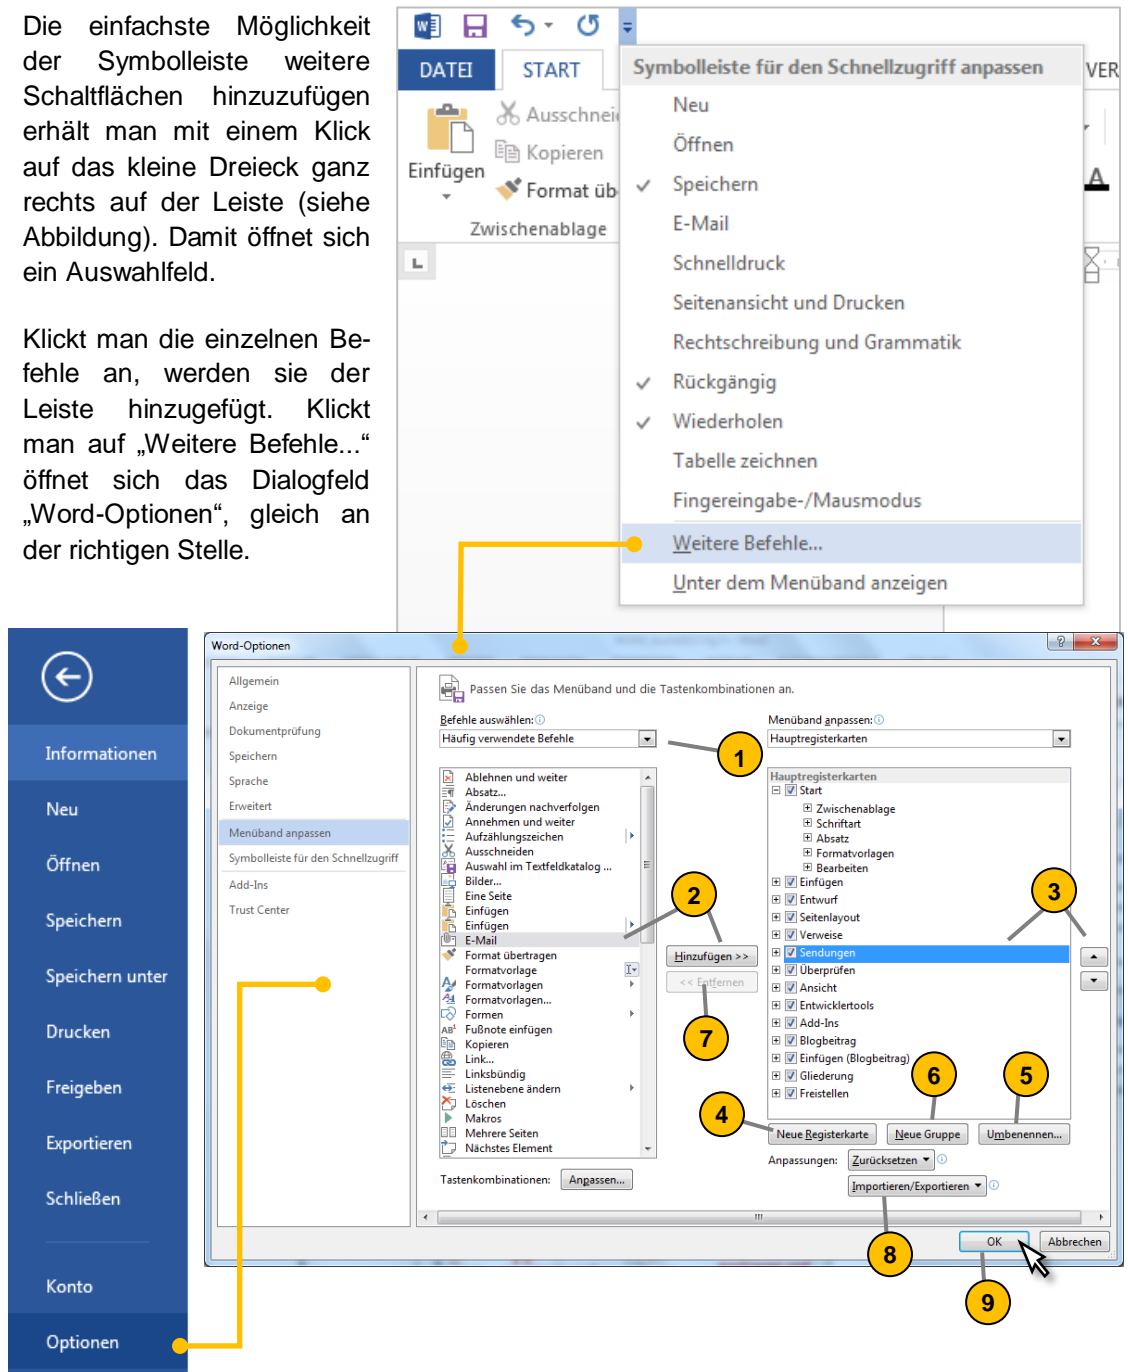 Die einfachste Möglichkeit
der Symbolleiste weitere
Schaltflächen hinzuzufügen
erhält man mit einem Klick
auf das kleine Dreieck ganz
rechts auf der Leiste (siehe
Abbildung). Damit öffnet sich
ein Auswahlfeld.
Klickt man die einzelnen Be-
fehle an, werden sie der
Leiste hinzugefügt. Klickt
man auf „Weitere Befehle...“
öffnet sich das Dialogfeld
„Word-Optionen“, gleich an
der richtigen Stelle.
DATEI START VER
Ausschnei
Kopieren
Einfügen
Format üb
Zwischenablage
A
Symbolleiste für den Schnellzugriff anpassen
Neu
Öffnen
Speichern
E-Mail
Schnelldruck
Seitenansicht und Drucken
Rechtschreibung und Grammatik
Rückgängig
Wiederholen
Tabelle zeichnen
Fingereingabe-/Mausmodus
Weitere Befehle...
Unter dem Menüband anzeigen
Informationen
Neu
Öffnen
Speichern
Speichern unter
Drucken
Freigeben
Exportieren
Schließen
Konto
Optionen
Word-Optionen
Allgemein
Anzeige
Dokumentprüfung
Speichern
Sprache
Erweitert
Menüband anpassen
Symbolleiste für den Schnellzugriff
Add-Ins
Trust Center
Passen Sie das Menüband und die Tastenkombinationen an.
Befehle auswählen:
Häufig verwendete Befehle
Ablehnen und weiter
Absatz...
Änderungen nachverfolgen
Annehmen und weiter
Aufzählungszeichen
Ausschneiden
Auswahl im Textfeldkatalog ...
Bilder...
Eine Seite
Einfügen
Einfügen
E-Mail
Format übertragen
Formatvorlage
Formatvorlagen
Formatvorlagen...
Formen
Fußnote einfügen
Kopieren
Link...
Linksbündig
Listenebene ändern
Löschen
Makros
Mehrere Seiten
Nächstes Element
Tastenkombinationen: Anpassen...
1
2
Hinzufügen >>
<< Entfernen
7
Menüband anpassen:
Hauptregisterkarten
Hauptregisterkarten
Start
Zwischenablage
Schriftart
Absatz
Formatvorlagen
Bearbeiten
Einfügen
Entwurf
Seitenlayout
Verweise
Sendungen
Überprüfen
Ansicht
Entwicklertools
Add-Ins
Blogbeitrag
Einfügen (Blogbeitrag)
Gliederung
Freistellen
3
4
6
5
Neue Registerkarte Neue Gruppe Umbenennen...
Anpassungen: Zurücksetzen
Importieren/Exportieren
8
OK Abbrechen
9